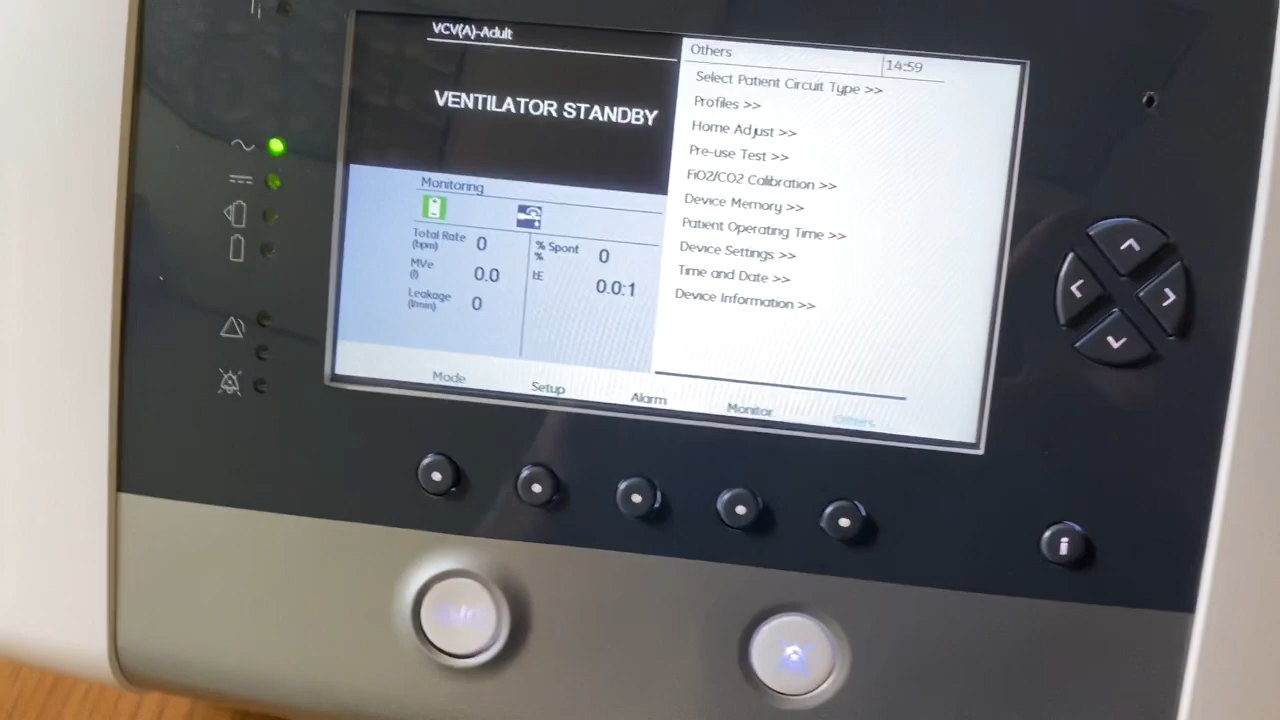 VCV(A)-Adult
VENTILATOR STANDBY
Monitoring
Total Rate 0
(bpm)
MVe 0.0
(l)
Leakage 0
(l/min)
% Spont 0
%
I:E 0.0:1
Others 14:59
Select Patient Circuit Type >>
Profiles >>
Home Adjust >>
Pre-use Test >>
FiO2/CO2 Calibration >>
Device Memory >>
Patient Operating Time >>
Device Settings >>
Time and Date >>
Device Information >>
Mode Setup Alarm Monitor Others
i